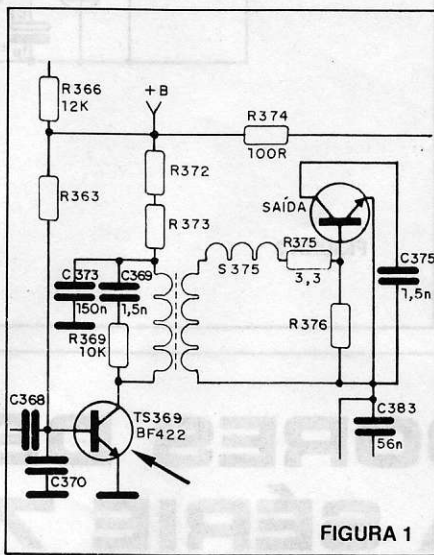 R366
12K
+B
R374
100R
R363
R372
R373
SAÍDA
C373
150n
C369
1,5n
S375
R375
3,3
C375
1,5n
R369
10K
R376
C368
TS369
BF422
C370
C383
56n
FIGURA 1